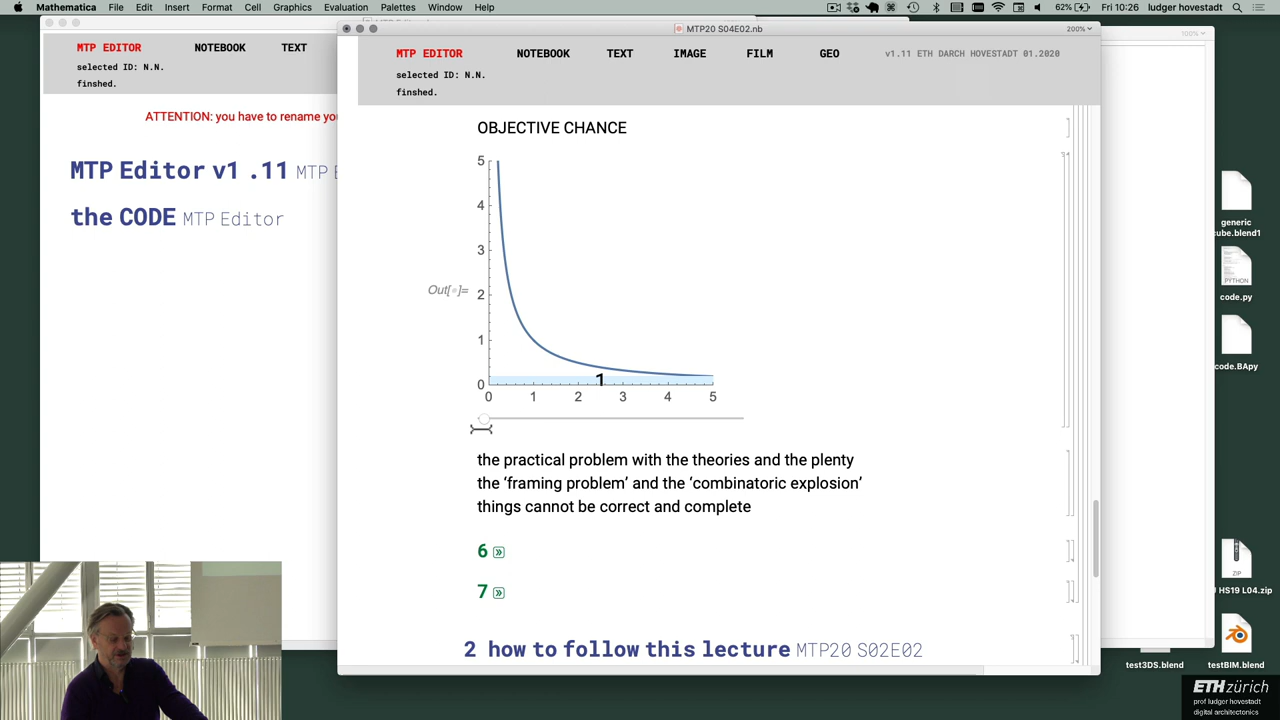 Mathematica File Edit Insert Format Cell Graphics Evaluation Palettes Window Help
62% Fri 10:26 ludger hovestadt
MTP20 S04E02.nb
200%
100%
MTP EDITOR NOTEBOOK TEXT
selected ID: N.N.
finshed.
ATTENTION: you have to rename yo
MTP Editor v1 .11 MTP E
the CODE MTP Editor
MTP EDITOR NOTEBOOK TEXT IMAGE FILM GEO v1.11 ETH DARCH HOVESTADT 01.2020
selected ID: N.N.
finshed.
OBJECTIVE CHANCE
5
4
3
Out[ ]=
2
1
0
1
0 1 2 3 4 5
the practical problem with the theories and the plenty
the ‘framing problem’ and the ‘combinatoric explosion’
things cannot be correct and complete
6
7
2 how to follow this lecture MTP20 S02E02
generic
cube.blend1
PYTHON
code.py
code.BApy
ZIP
HS19 L04.zip
test3DS.blend
testBIM.blend
ETH zürich
prof ludger hovestadt
digital architectonics